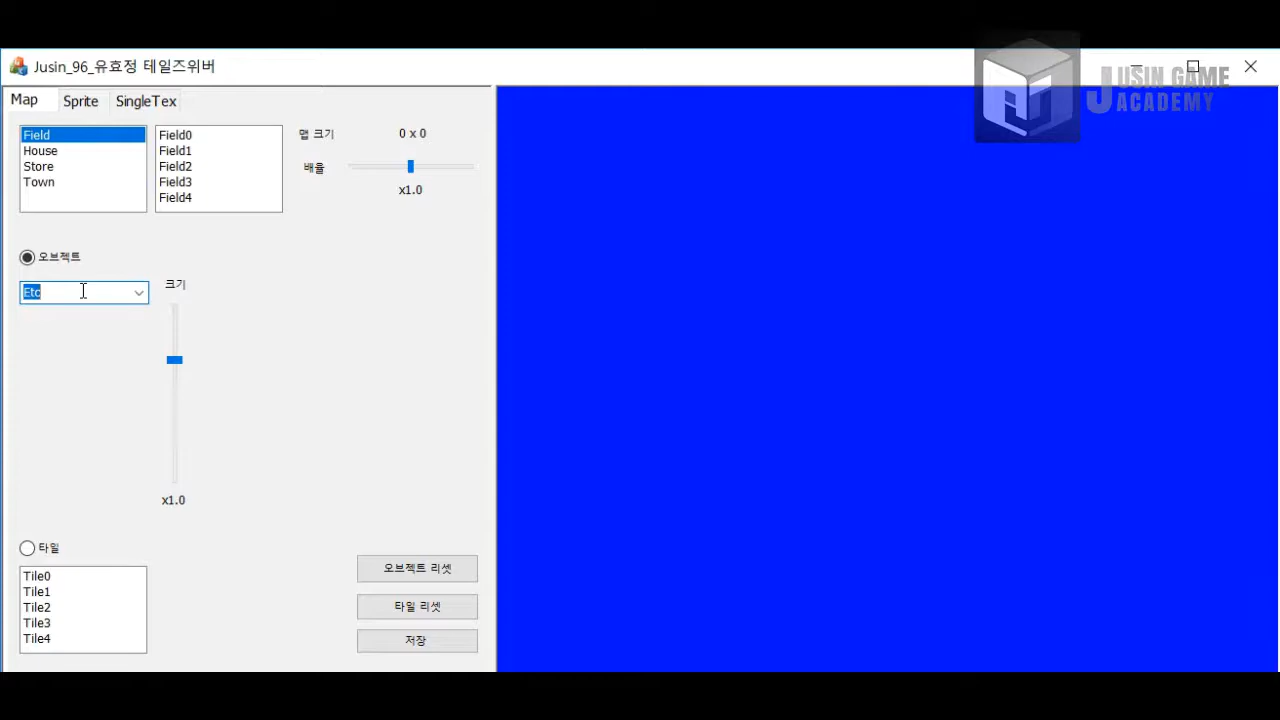 Jusin_96_유효정 테일즈위버
JUSIN GAME
ACADEMY
Map
Sprite
SingleTex
Field
House
Store
Town
Field0
Field1
Field2
Field3
Field4
맵 크기
0 x 0
배율
x1.0
오브젝트
Etc
크기
x1.0
타일
Tile0
Tile1
Tile2
Tile3
Tile4
오브젝트 리셋
타일 리셋
저장